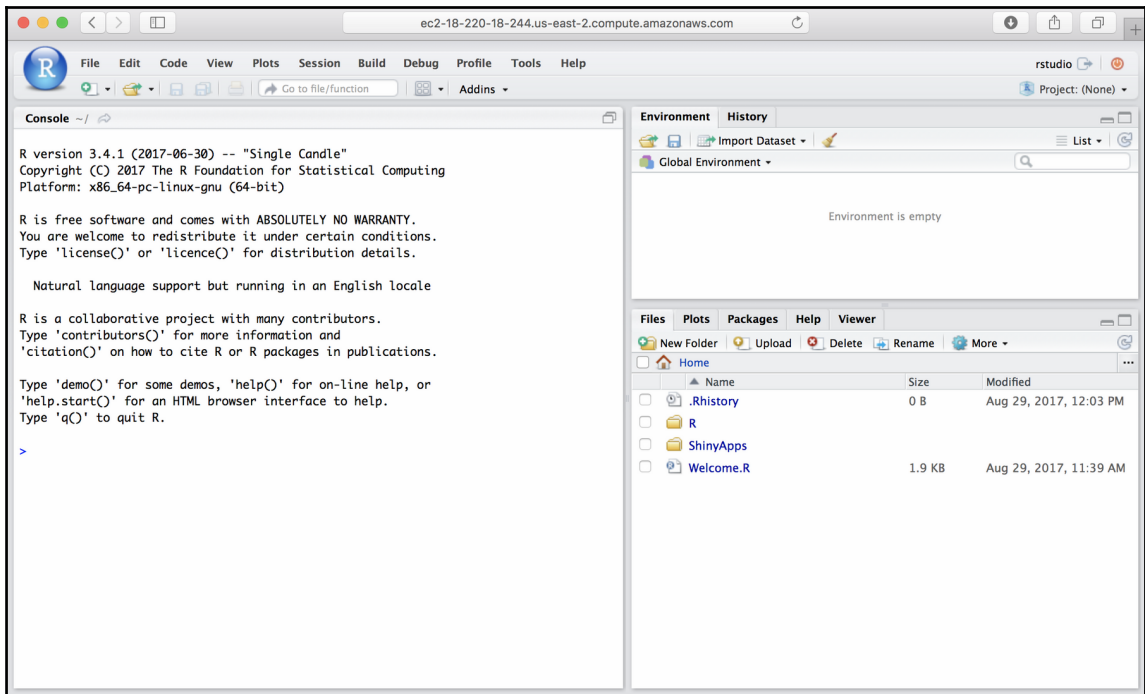 ec2-18-220-18-244.us-east-2.compute.amazonaws.com
R
File Edit Code View Plots Session Build Debug Profile Tools Help
rstudio
Go to file/function
Addins
Project: (None)
Console ~/
R version 3.4.1 (2017-06-30) -- "Single Candle"
Copyright (C) 2017 The R Foundation for Statistical Computing
Platform: x86_64-pc-linux-gnu (64-bit)
R is free software and comes with ABSOLUTELY NO WARRANTY.
You are welcome to redistribute it under certain conditions.
Type 'license()' or 'licence()' for distribution details.
Natural language support but running in an English locale
R is a collaborative project with many contributors.
Type 'contributors()' for more information and
'citation()' on how to cite R or R packages in publications.
Type 'demo()' for some demos, 'help()' for on-line help, or
'help.start()' for an HTML browser interface to help.
Type 'q()' to quit R.
>
Environment History
Import Dataset List
Global Environment
Environment is empty
Files Plots Packages Help Viewer
New Folder Upload Delete Rename More
Home ...
Name Size Modified
.Rhistory 0 B Aug 29, 2017, 12:03 PM
R
ShinyApps
Welcome.R 1.9 KB Aug 29, 2017, 11:39 AM